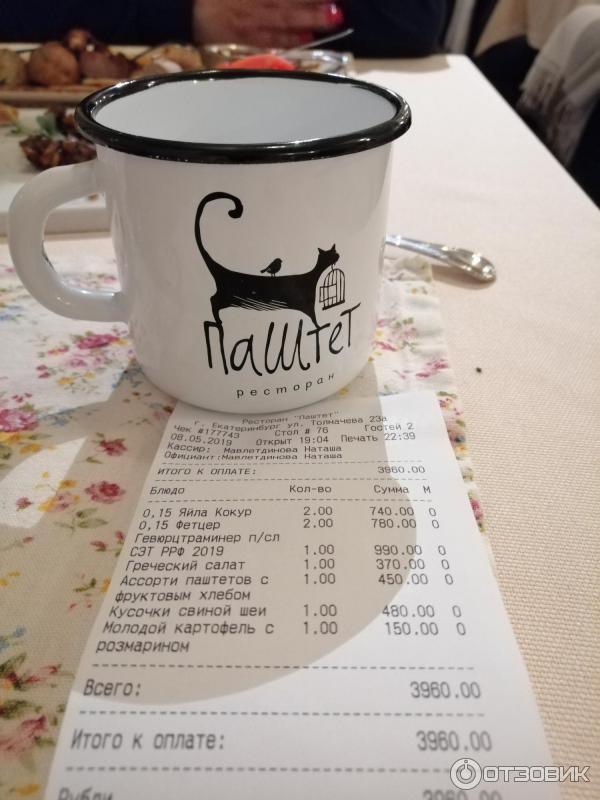 Паштет
ресторан
Ресторан "Паштет"
Г. Екатеринбург ул. Толмачева 23а
Чек #177743 Стол # 76 Гостей 2
08.05.2019 Открыт 19:04 Печать 22:39
Кассир: Мавлетдинова Наташа
Официант: Мавлетдинова Наташа
ИТОГО К ОПЛАТЕ: 3960.00
Блюдо Кол-во Сумма М
0,15 Яйла Кокур 2.00 740.00 0
0,15 Фетцер 2.00 780.00 0
Гевюрцтраминер п/сл
СЭТ РРФ 2019 1.00 990.00 0
Греческий салат 1.00 370.00 0
Ассорти паштетов с 1.00 450.00 0
фруктовым хлебом
Кусочки свиной шеи 1.00 480.00 0
Молодой картофель с 1.00 150.00 0
розмарином
Всего: 3960.00
Итого к оплате: 3960.00
Рубли 3960.00
ОТЗОВИК